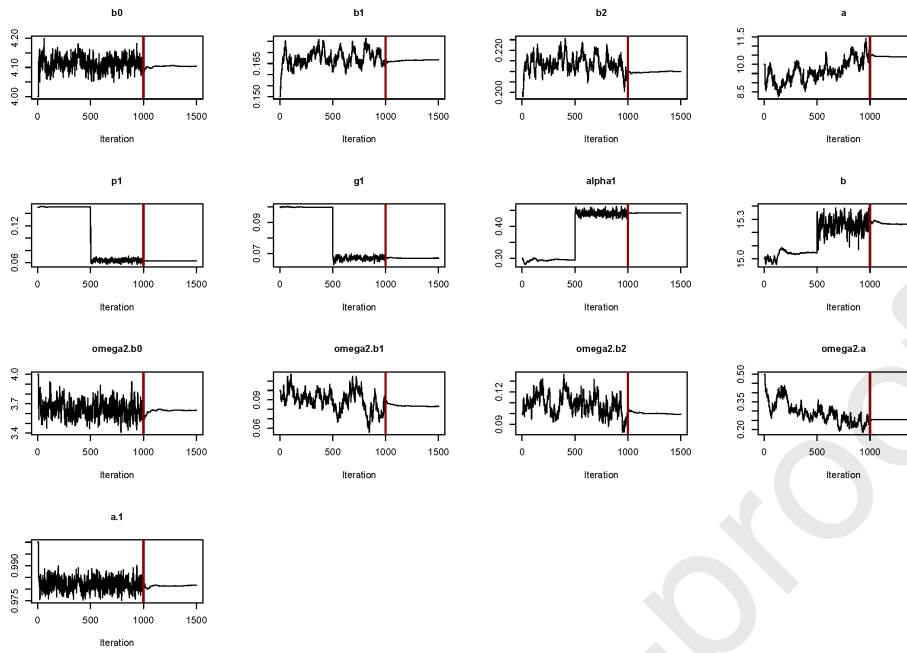 b0 b1 b2 a
4.00 4.10 4.20 0.150 0.165 0.200 0.220 8.5 10.0 11.5
0 500 1000 1500 0 500 1000 1500 0 500 1000 1500 0 500 1000
Iteration Iteration Iteration Iteration
p1 g1 alpha1 b
0.06 0.12 0.07 0.09 0.30 0.40 15.0 15.3
0 500 1000 1500 0 500 1000 1500 0 500 1000 1500 0 500 1000
Iteration Iteration Iteration Iteration
omega2.b0 omega2.b1 omega2.b2 omega2.a
3.4 3.7 4.0 0.06 0.09 0.09 0.12 0.20 0.35 0.50
0 500 1000 1500 0 500 1000 1500 0 500 1000 1500 0 500 1000
Iteration Iteration Iteration Iteration
a.1
0.975 0.990
0 500 1000 1500
Iteration